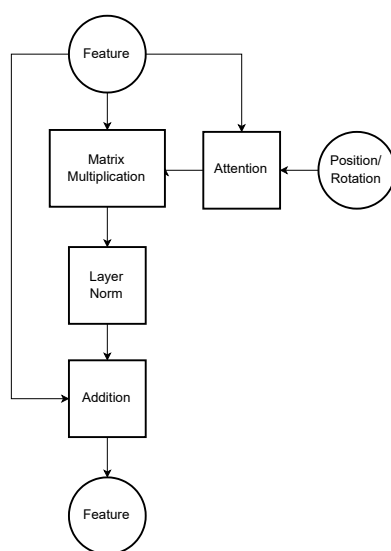 Feature
Matrix
Multiplication
Attention
Position/
Rotation
Layer
Norm
Addition
Feature